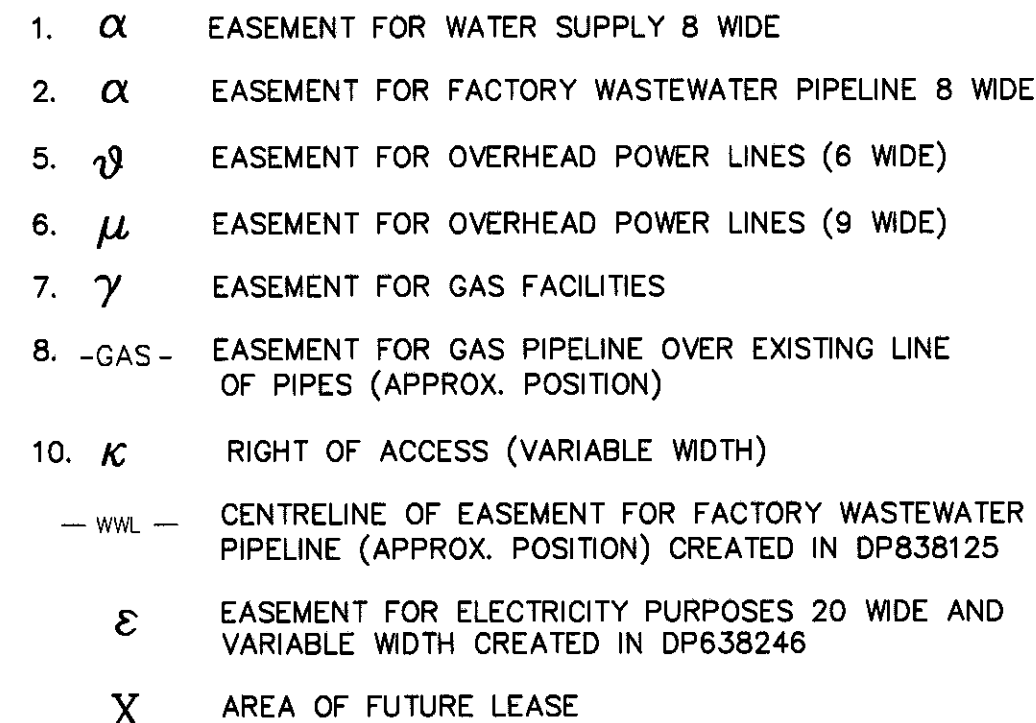 1. α EASEMENT FOR WATER SUPPLY 8 WIDE
2. α EASEMENT FOR FACTORY WASTEWATER PIPELINE 8 WIDE
5. ϑ EASEMENT FOR OVERHEAD POWER LINES (6 WIDE)
6. μ EASEMENT FOR OVERHEAD POWER LINES (9 WIDE)
7. γ EASEMENT FOR GAS FACILITIES
8. -GAS- EASEMENT FOR GAS PIPELINE OVER EXISTING LINE
OF PIPES (APPROX. POSITION)
10. κ RIGHT OF ACCESS (VARIABLE WIDTH)
— WWL — CENTRELINE OF EASEMENT FOR FACTORY WASTEWATER
PIPELINE (APPROX. POSITION) CREATED IN DP838125
ε EASEMENT FOR ELECTRICITY PURPOSES 20 WIDE AND
VARIABLE WIDTH CREATED IN DP638246
X AREA OF FUTURE LEASE